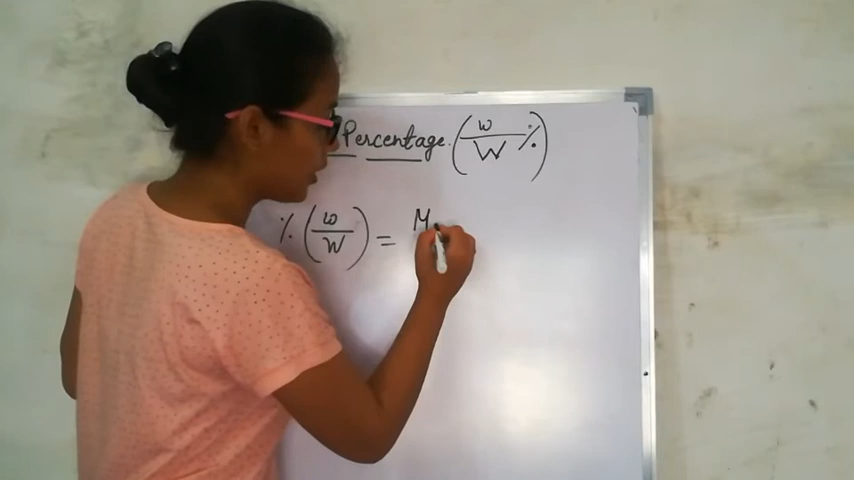 Percentage. (w/W %)
% (w/W) = M